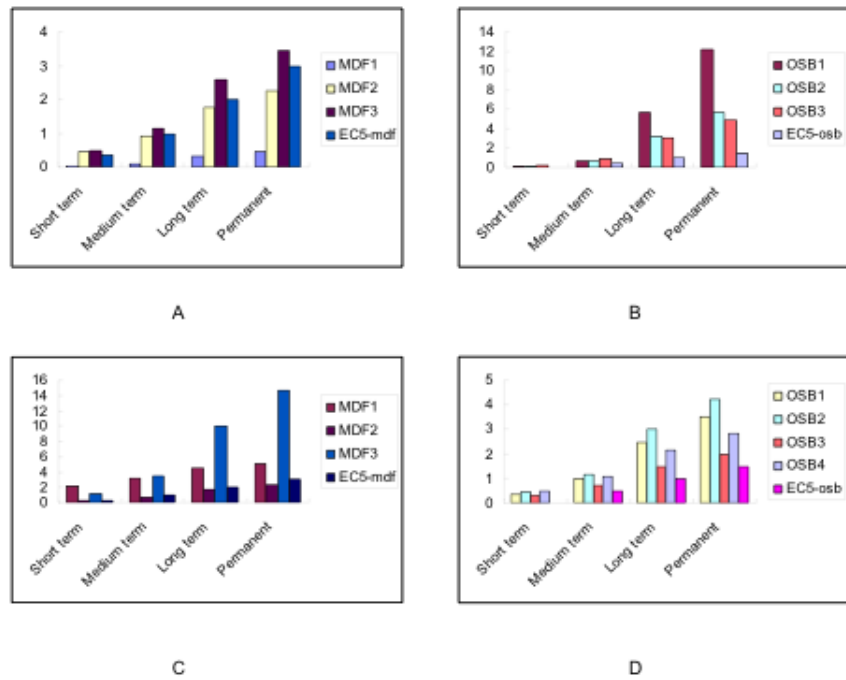 4
3
2
1
0
Short term
Medium term
Long term
Permanent
MDF1
MDF2
MDF3
EC5-mdf
A
14
12
10
8
6
4
2
0
Short term
Medium term
Long term
Permanent
OSB1
OSB2
OSB3
EC5-osb
B
16
14
12
10
8
6
4
2
0
Short term
Medium term
Long term
Permanent
MDF1
MDF2
MDF3
EC5-mdf
C
5
4
3
2
1
0
Short term
Medium term
Long term
Permanent
OSB1
OSB2
OSB3
OSB4
EC5-osb
D